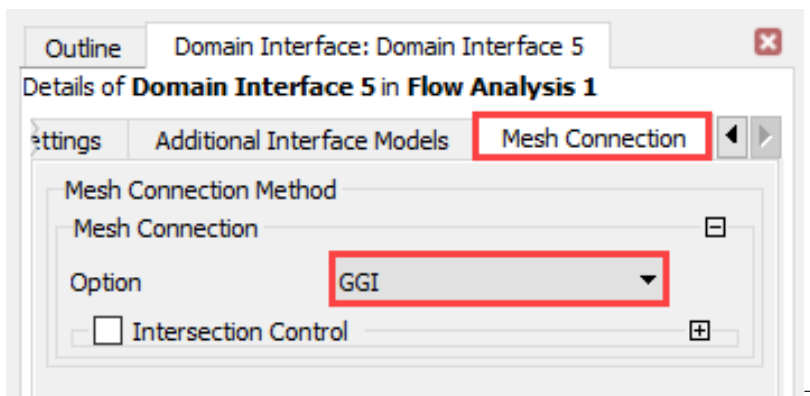 Outline Domain Interface: Domain Interface 5
Details of Domain Interface 5 in Flow Analysis 1
ettings Additional Interface Models Mesh Connection
Mesh Connection Method
Mesh Connection
Option GGI
Intersection Control